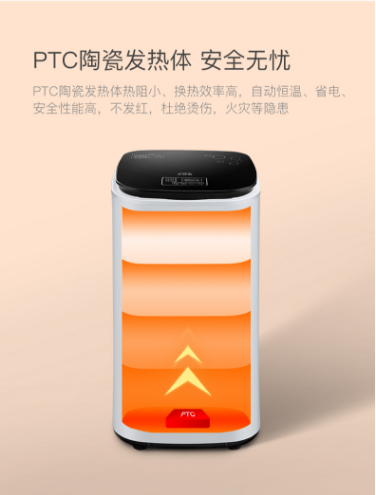 PTC陶瓷发热体 安全无忧
PTC陶瓷发热体热阻小、换热效率高，自动恒温、省电、
安全性能高，不发红，杜绝烫伤，火灾等隐患
PTC